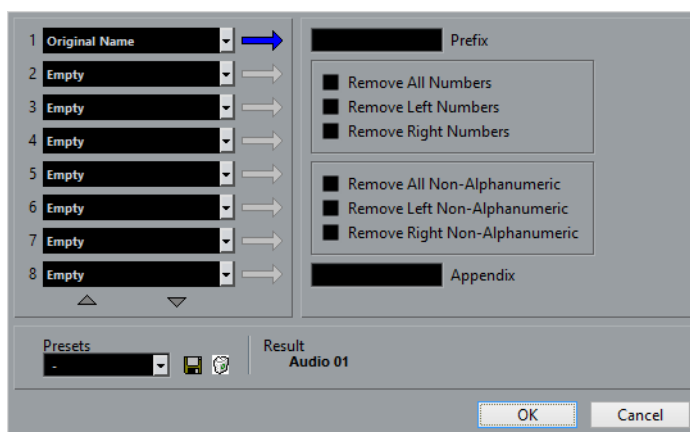 1 Original Name
2 Empty
3 Empty
4 Empty
5 Empty
6 Empty
7 Empty
8 Empty
Prefix
Remove All Numbers
Remove Left Numbers
Remove Right Numbers
Remove All Non-Alphanumeric
Remove Left Non-Alphanumeric
Remove Right Non-Alphanumeric
Appendix
Presets
-
Result
Audio 01
OK
Cancel